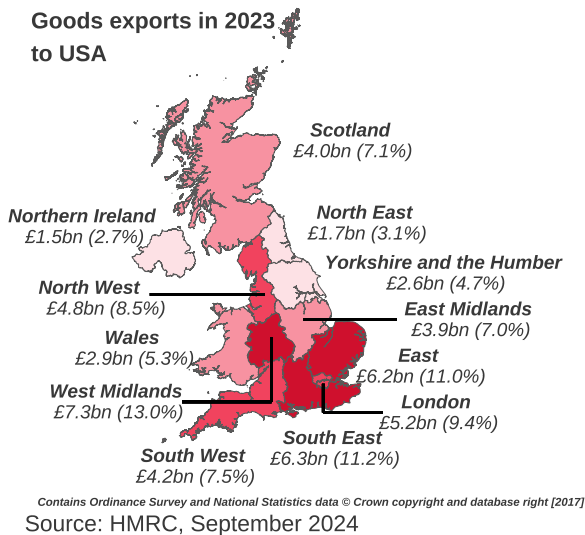 Goods exports in 2023
to USA
Scotland
£4.0bn (7.1%)
Northern Ireland
£1.5bn (2.7%)
North East
£1.7bn (3.1%)
Yorkshire and the Humber
£2.6bn (4.7%)
North West
£4.8bn (8.5%)
East Midlands
£3.9bn (7.0%)
Wales
£2.9bn (5.3%)
East
£6.2bn (11.0%)
West Midlands
£7.3bn (13.0%)
London
£5.2bn (9.4%)
South East
£6.3bn (11.2%)
South West
£4.2bn (7.5%)
Contains Ordinance Survey and National Statistics data © Crown copyright and database right [2017]
Source: HMRC, September 2024